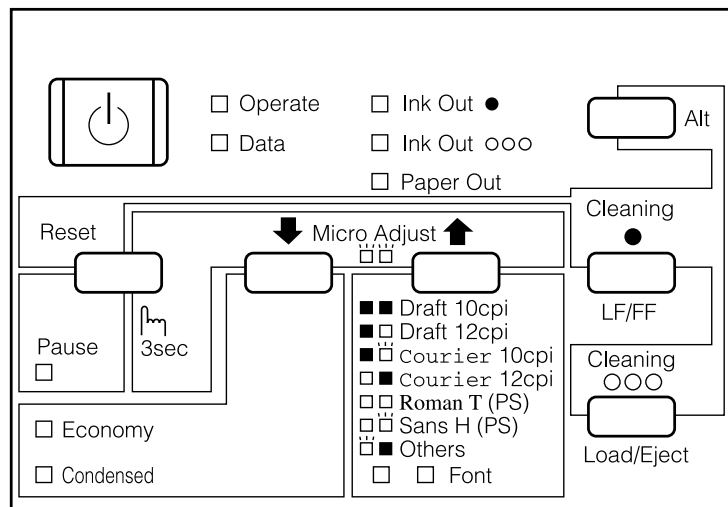 Operate
Data
Ink Out ●
Ink Out ○○○
Paper Out
Alt
Reset
Micro Adjust
Cleaning
●
LF/FF
Pause
3sec
Draft 10cpi
Draft 12cpi
Courier 10cpi
Courier 12cpi
Roman T (PS)
Sans H (PS)
Others
Font
Cleaning
○○○
Load/Eject
Economy
Condensed